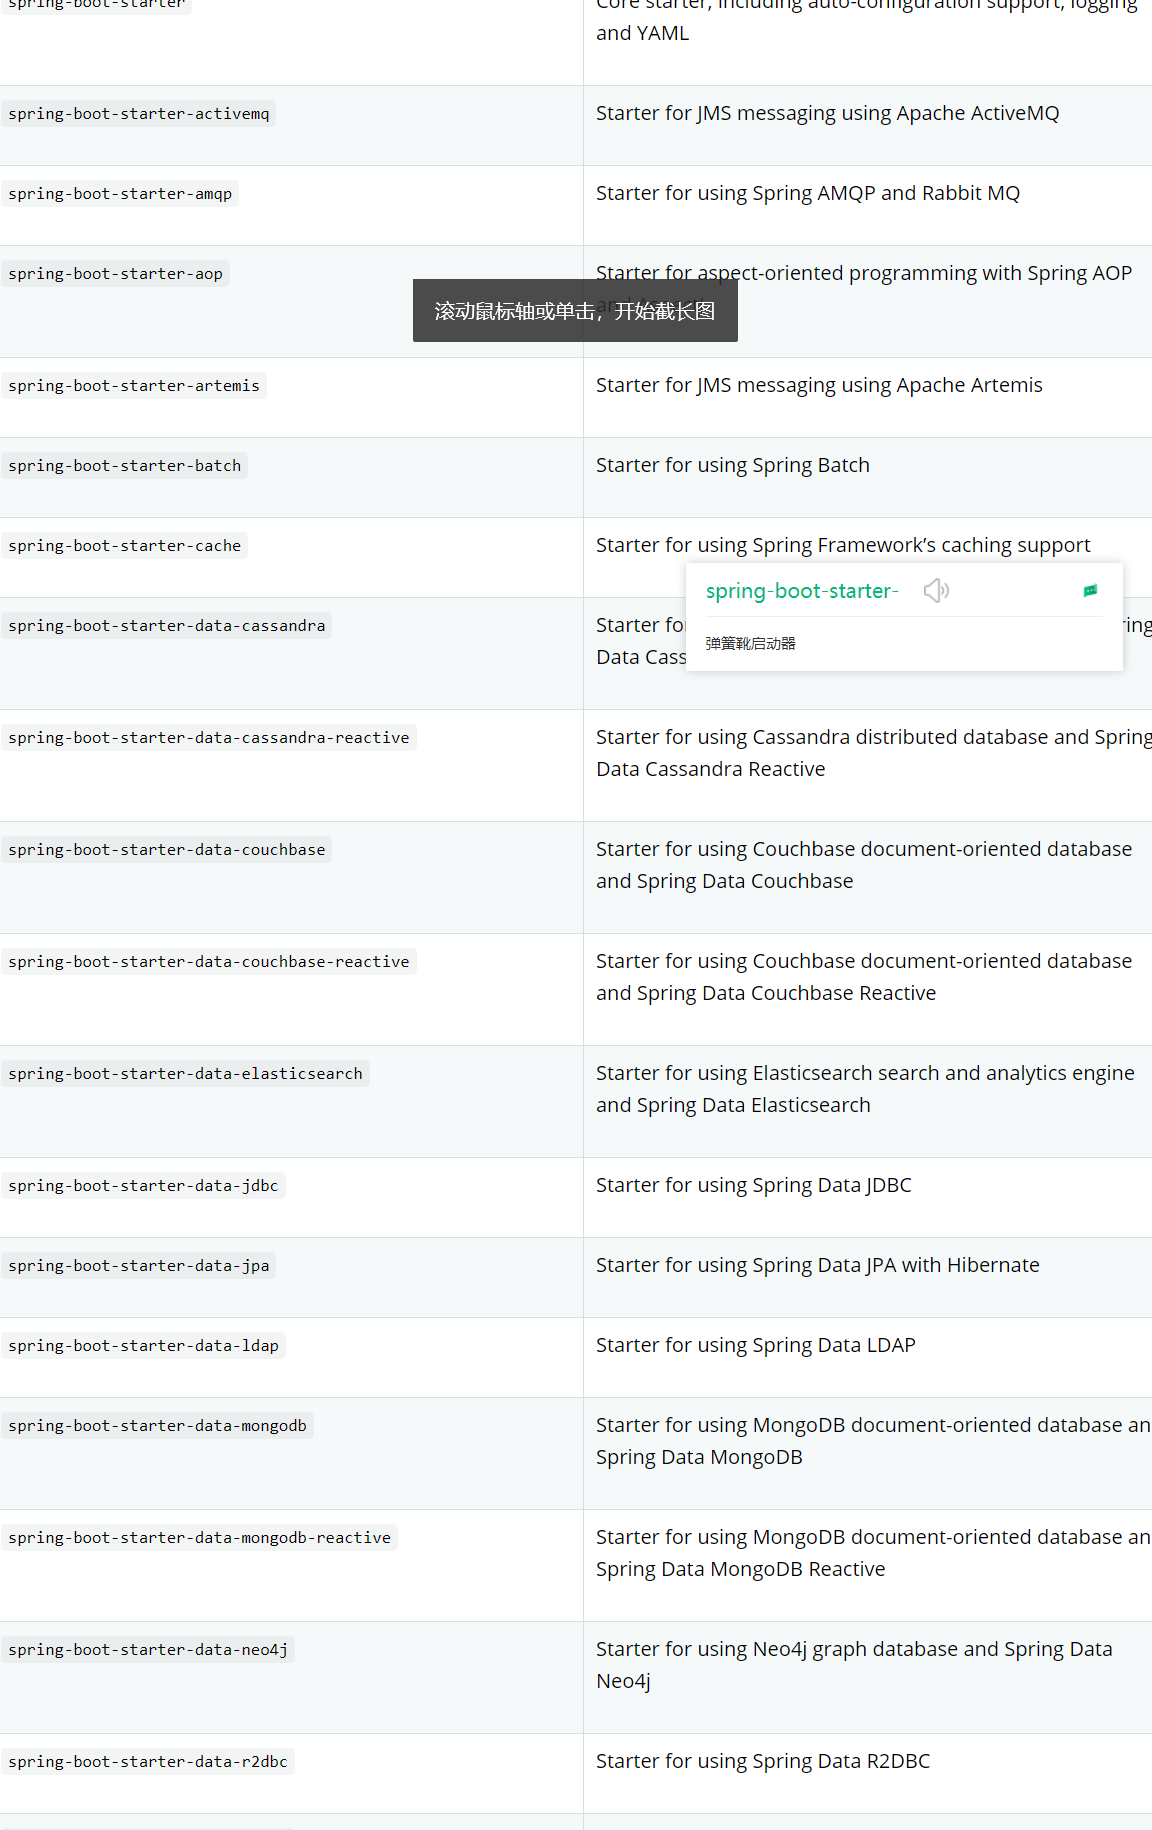 spring-boot-starter
Core starter, including auto-configuration support, logging
and YAML
spring-boot-starter-activemq
Starter for JMS messaging using Apache ActiveMQ
spring-boot-starter-amqp
Starter for using Spring AMQP and Rabbit MQ
spring-boot-starter-aop
Starter for aspect-oriented programming with Spring AOP
滚动鼠标轴或单击，开始截长图
spring-boot-starter-artemis
Starter for JMS messaging using Apache Artemis
spring-boot-starter-batch
Starter for using Spring Batch
spring-boot-starter-cache
Starter for using Spring Framework’s caching support
spring-boot-starter-
弹簧靴启动器
spring-boot-starter-data-cassandra
Starter
Data
spring-boot-starter-data-cassandra-reactive
Starter for using Cassandra distributed database and Spring
Data Cassandra Reactive
spring-boot-starter-data-couchbase
Starter for using Couchbase document-oriented database
and Spring Data Couchbase
spring-boot-starter-data-couchbase-reactive
Starter for using Couchbase document-oriented database
and Spring Data Couchbase Reactive
spring-boot-starter-data-elasticsearch
Starter for using Elasticsearch search and analytics engine
and Spring Data Elasticsearch
spring-boot-starter-data-jdbc
Starter for using Spring Data JDBC
spring-boot-starter-data-jpa
Starter for using Spring Data JPA with Hibernate
spring-boot-starter-data-ldap
Starter for using Spring Data LDAP
spring-boot-starter-data-mongodb
Starter for using MongoDB document-oriented database an
Spring Data MongoDB
spring-boot-starter-data-mongodb-reactive
Starter for using MongoDB document-oriented database an
Spring Data MongoDB Reactive
spring-boot-starter-data-neo4j
Starter for using Neo4j graph database and Spring Data
Neo4j
spring-boot-starter-data-r2dbc
Starter for using Spring Data R2DBC